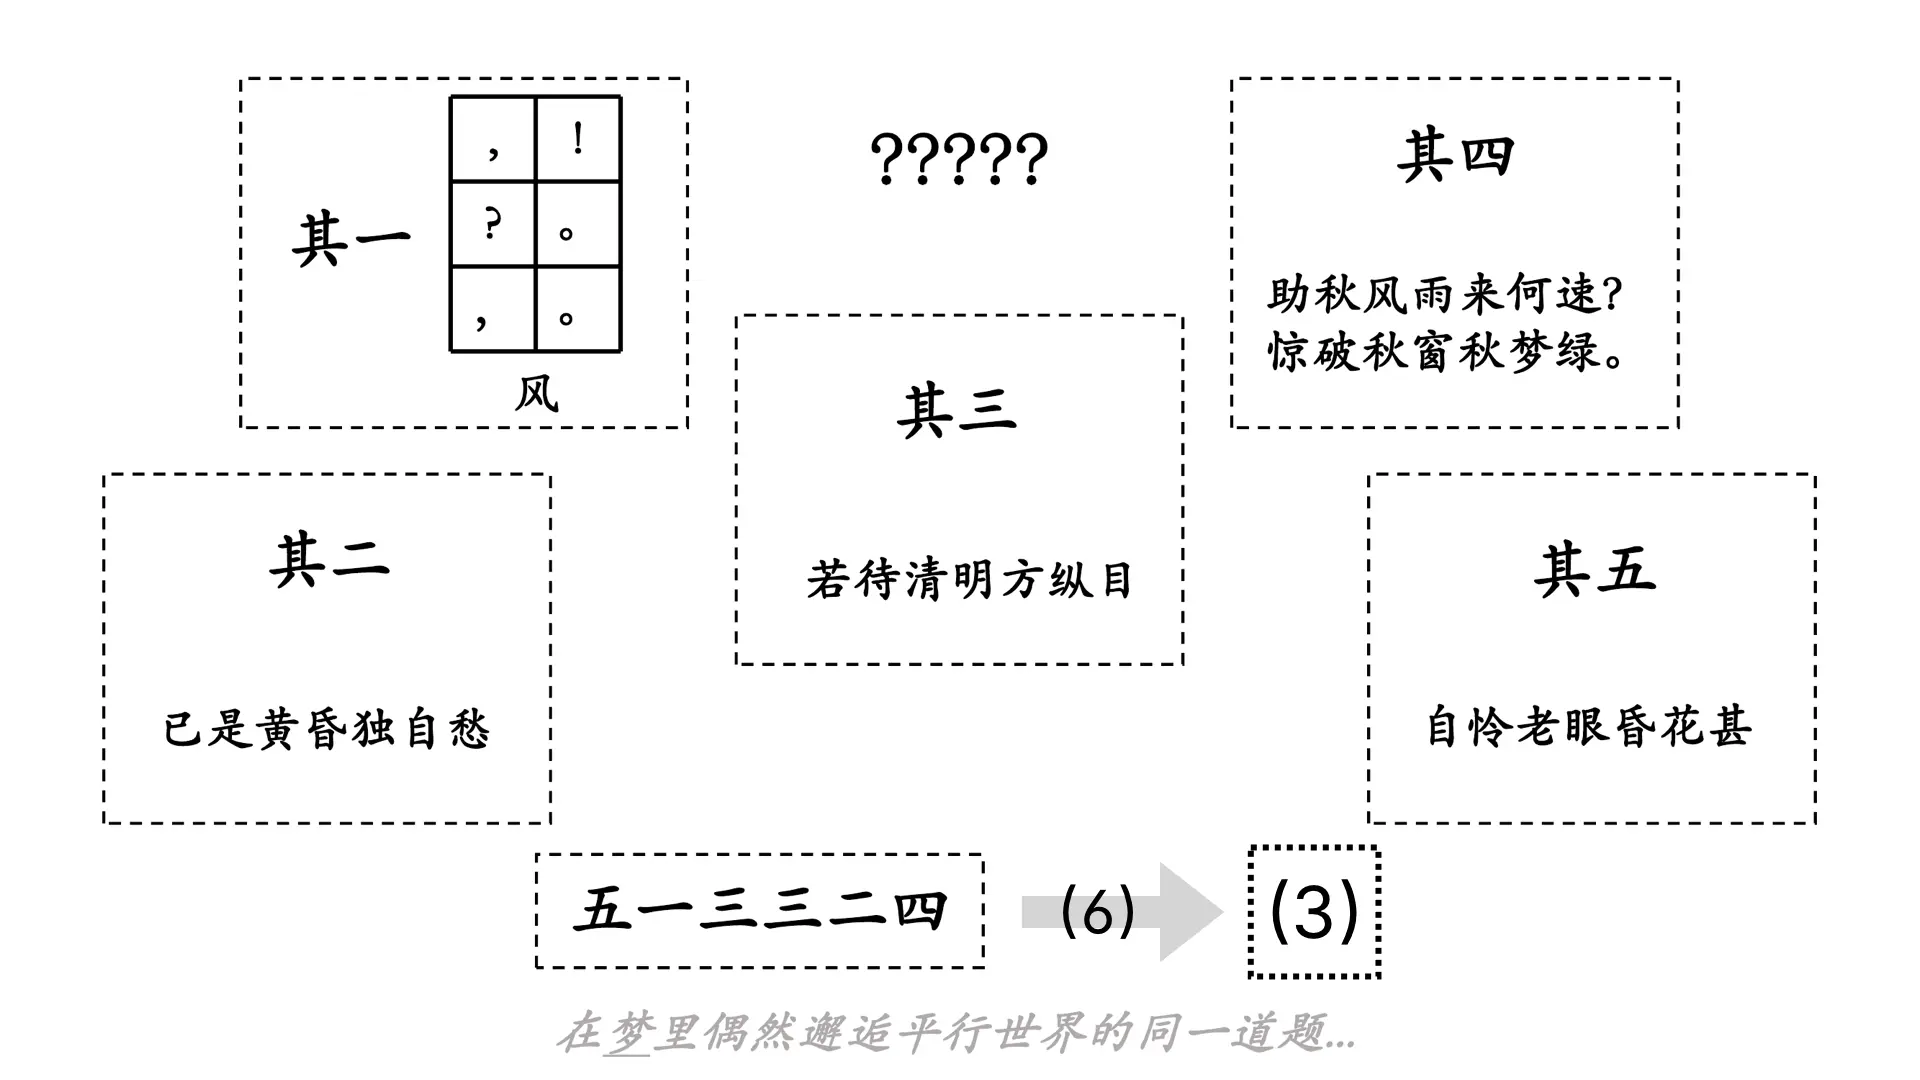 其一
, !
? 。
, 。
风
?????
其四
助秋风雨来何速?
惊破秋窗秋梦绿。
其三
若待清明方纵目
其二
已是黄昏独自愁
其五
自怜老眼昏花甚
五一三三二四
(6)
(3)
在梦里偶然邂逅平行世界的同一道题...